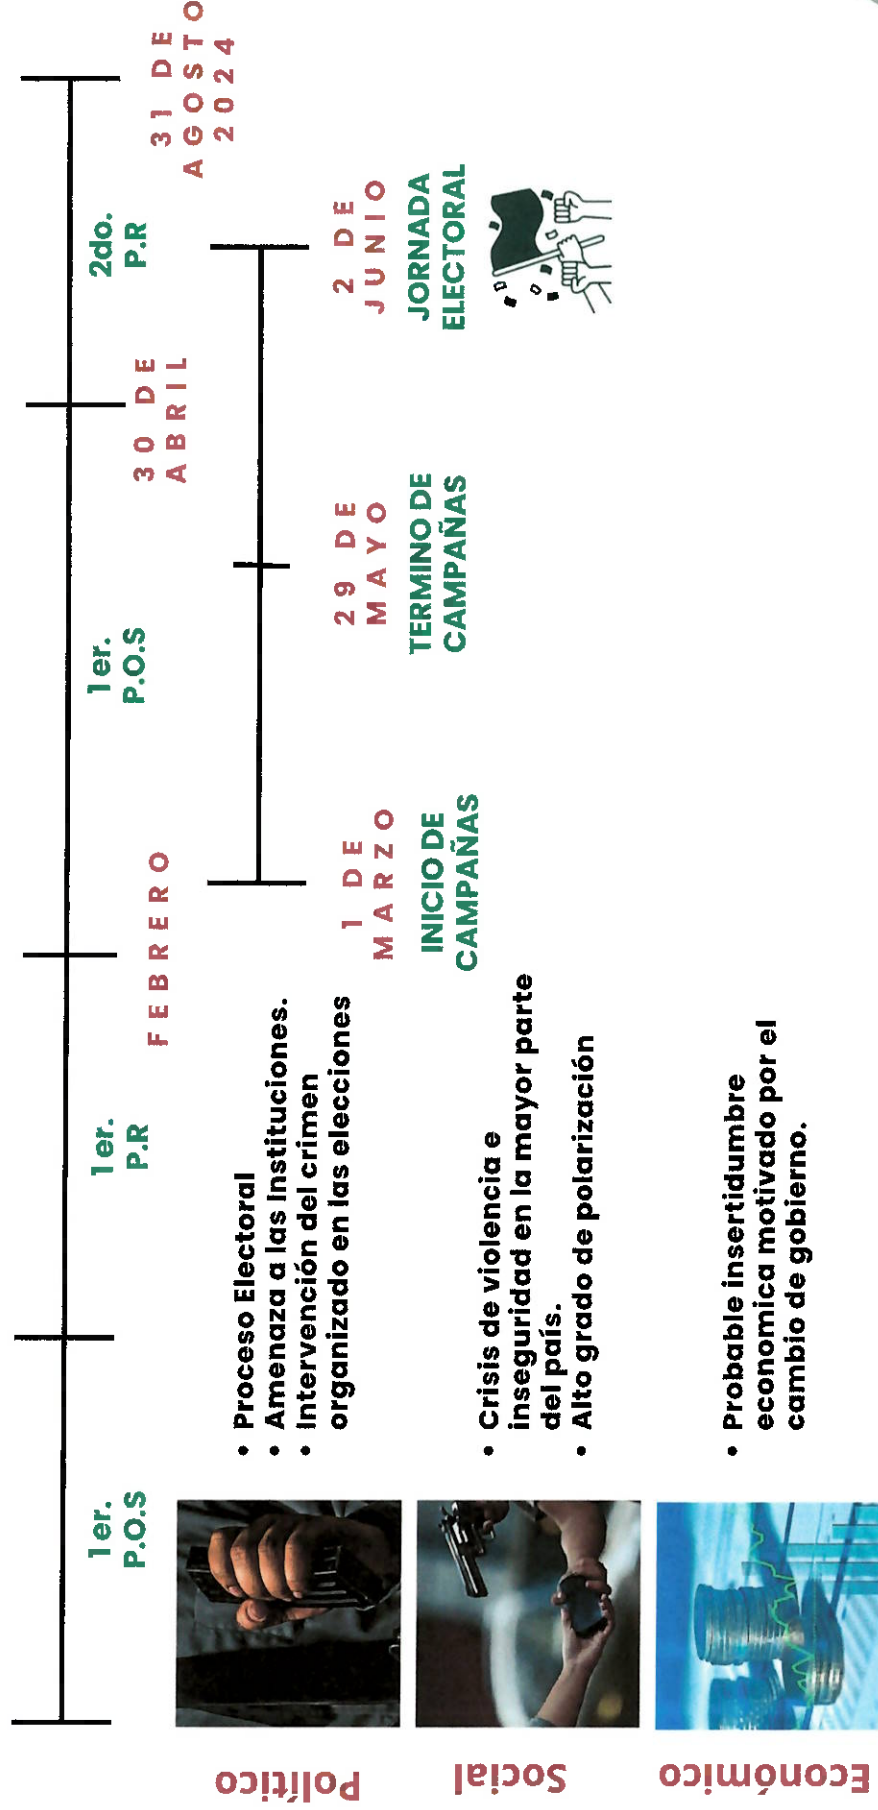 1er.
P.O.S
1er.
P.R
FEBRERO
1er.
P.O.S
30 DE
ABRIL
2do.
P.R
31 DE
AGOSTO
2024
1 DE
MARZO
INICIO DE
CAMPAÑAS
29 DE
MAYO
TERMINO DE
CAMPAÑAS
2 DE
JUNIO
JORNADA
ELECTORAL
Político
• Proceso Electoral
• Amenaza a las Instituciones.
• Intervención del crimen
organizado en las elecciones
Social
• Crisis de violencia e
inseguridad en la mayor parte
del país.
• Alto grado de polarización
Económico
• Probable insertidumbre
economica motivado por el
cambio de gobierno.